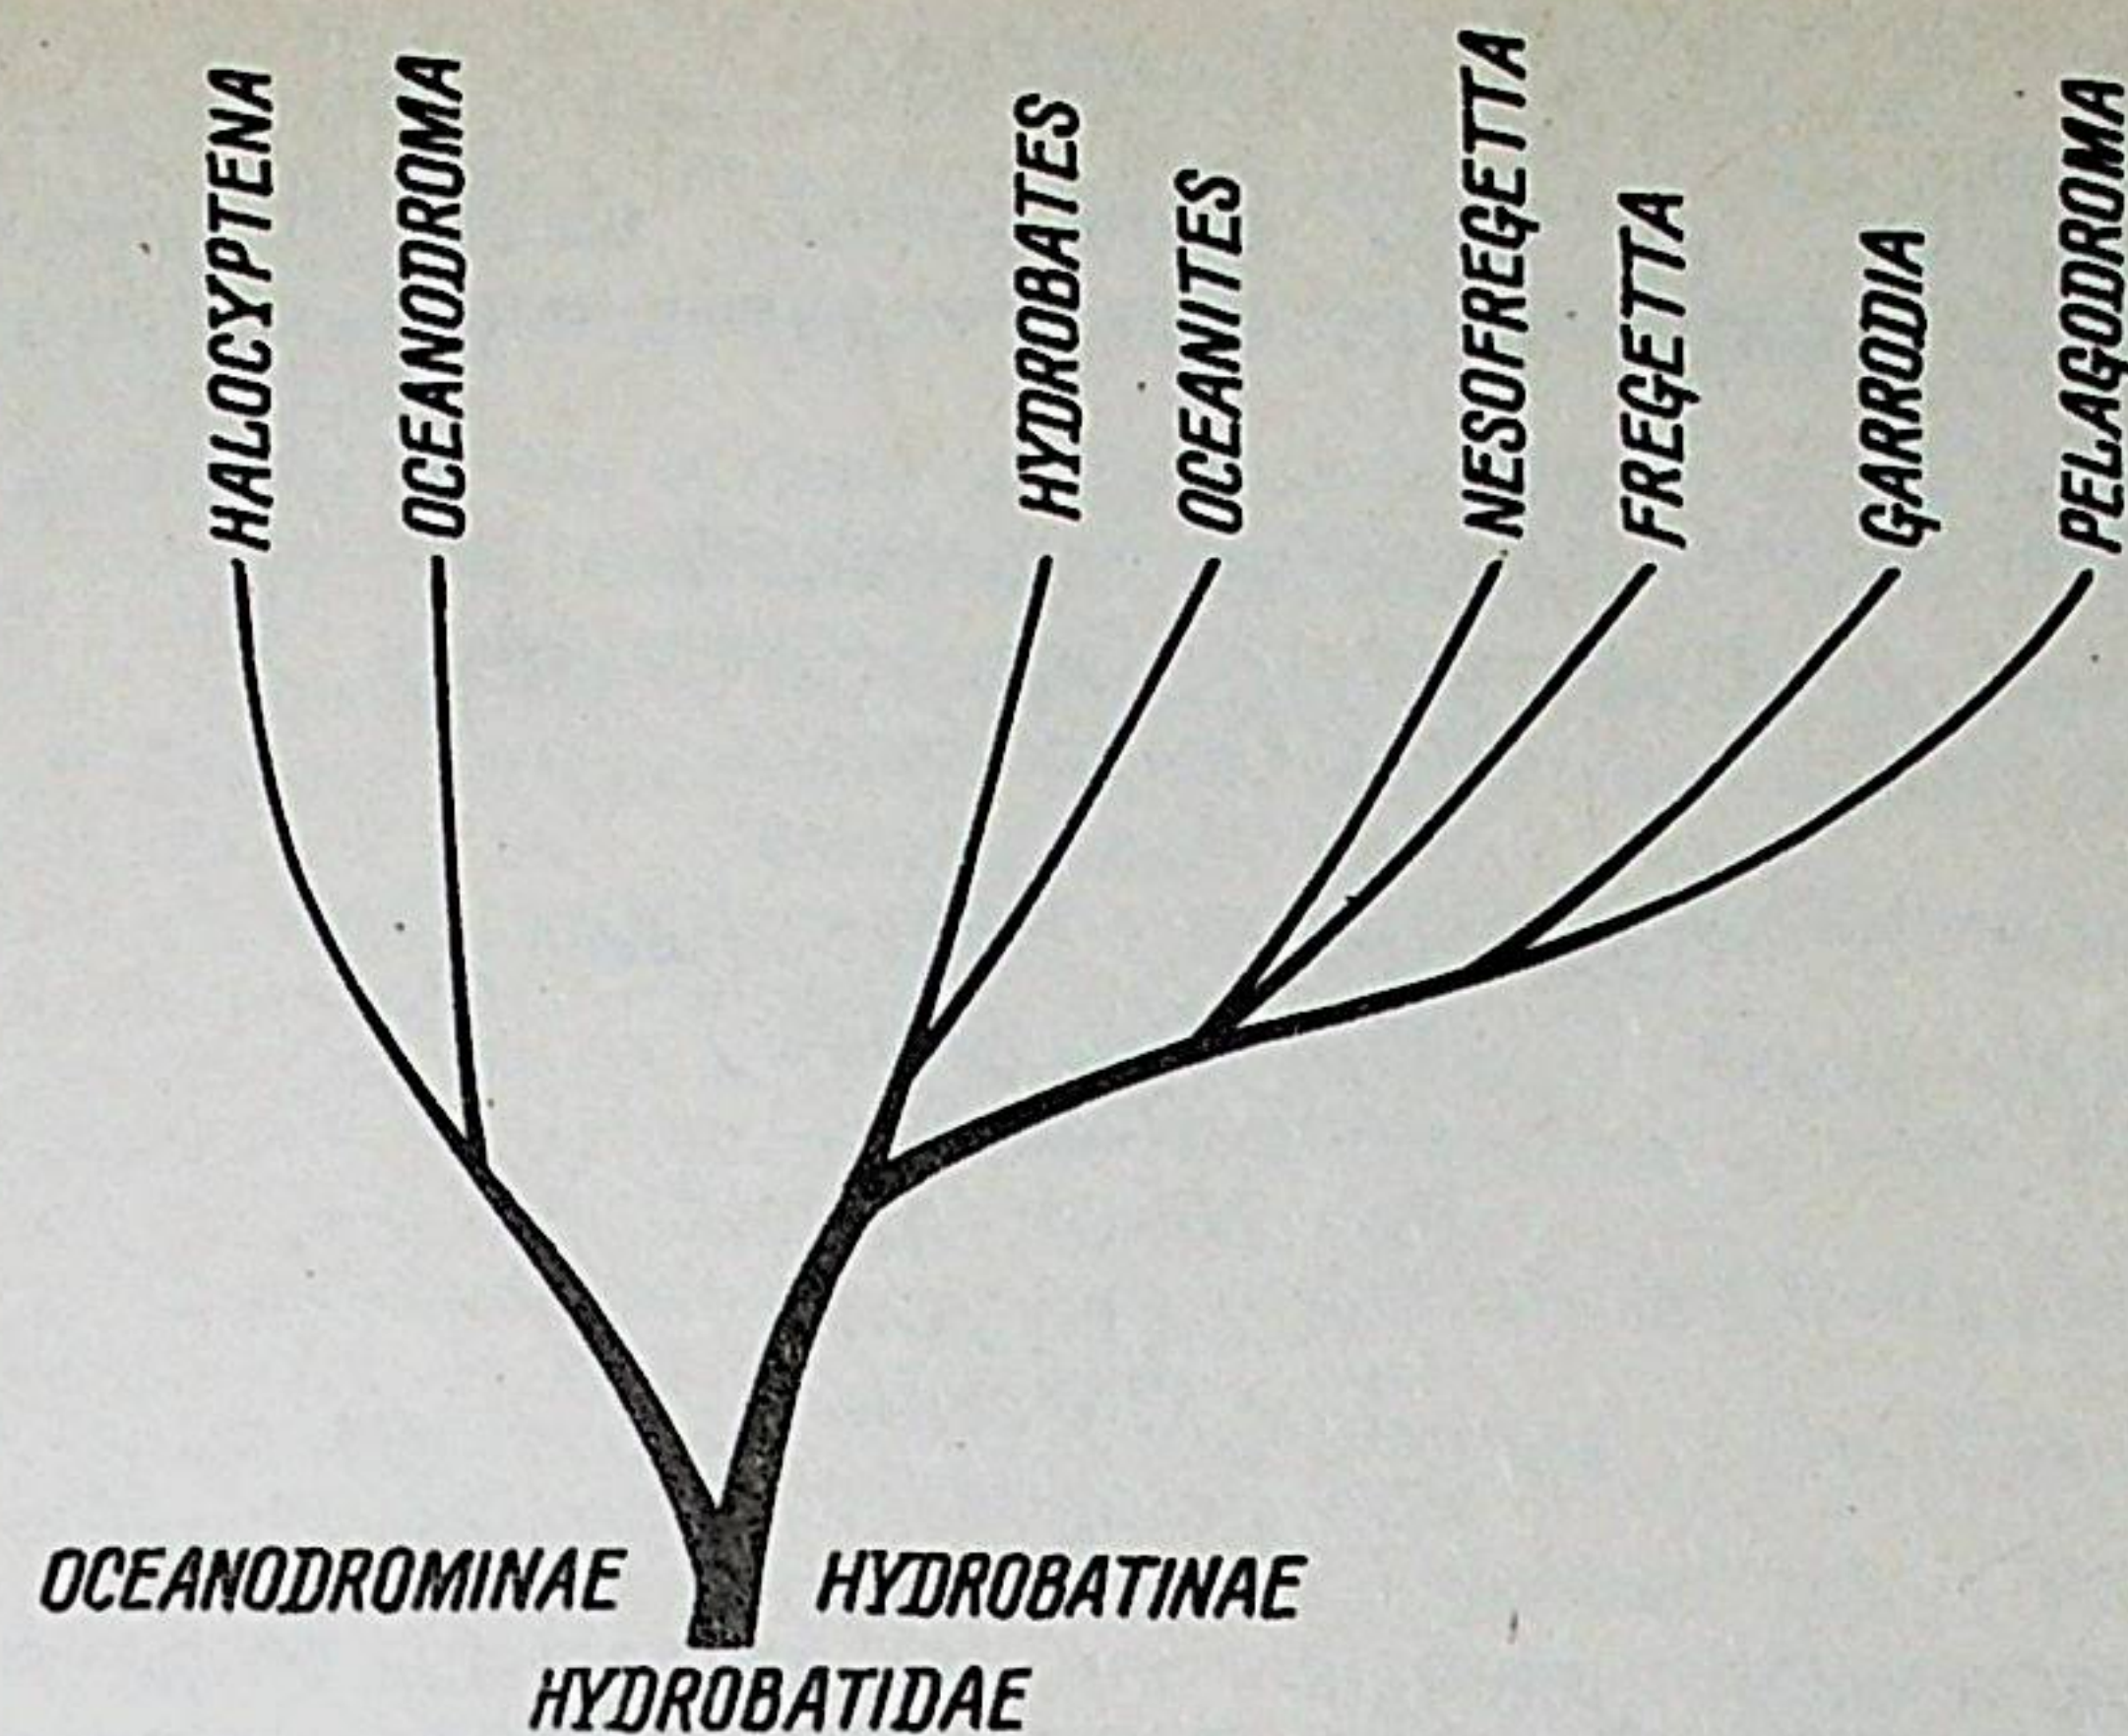 HALOCYPTENA
OCEANODROMA
HYDROBATES
OCEANITES
NESOFREGETTA
FREGETTA
GARRODIA
PELAGODROMA
OCEANODROMINAE
HYDROBATINAE
HYDROBATIDAE